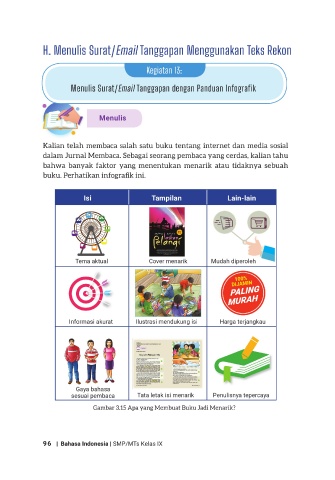 H. Menulis Surat/Email Tanggapan Menggunakan Teks Rekon
Kegiatan 13:
Menulis Surat/Email Tanggapan dengan Panduan Infografik
Menulis
Kalian telah membaca salah satu buku tentang internet dan media sosial
dalam Jurnal Membaca. Sebagai seorang pembaca yang cerdas, kalian tahu
bahwa banyak faktor yang menentukan menarik atau tidaknya sebuah
buku. Perhatikan infografik ini.
Isi Tampilan Lain-lain
Pelangi
Tema aktual Cover menarik Mudah diperoleh
100%
DIJAMIN
PALING
MURAH
Informasi akurat Ilustrasi mendukung isi Harga terjangkau
Gaya bahasa
sesuai pembaca Tata letak isi menarik Penulisnya tepercaya
Gambar 3.15 Apa yang Membuat Buku Jadi Menarik?
96 | Bahasa Indonesia | SMP/MTs Kelas IX